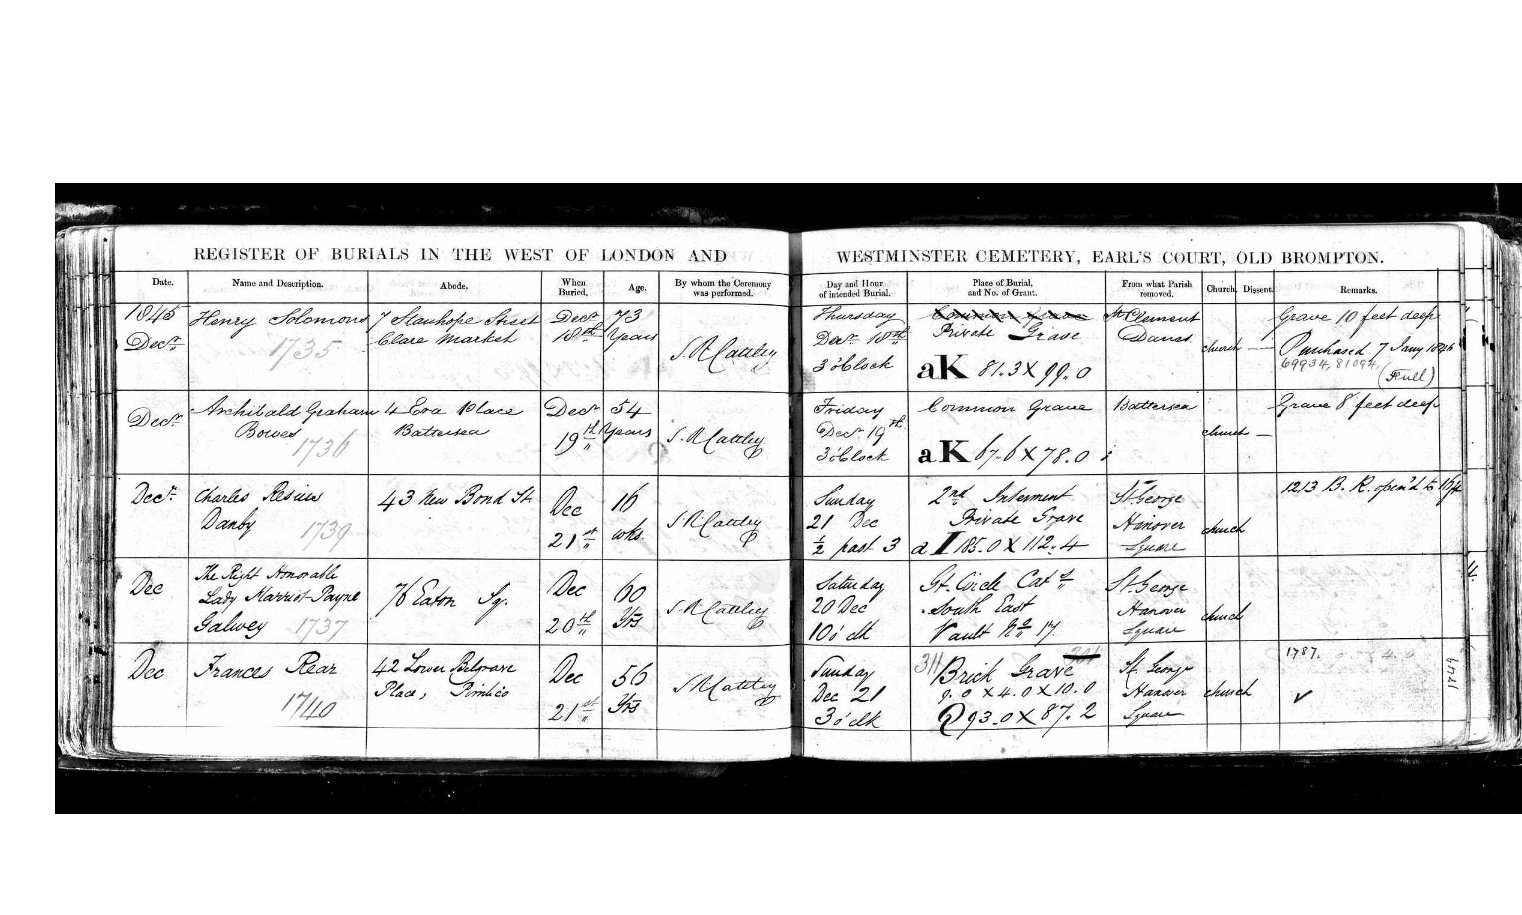 REGISTER OF BURIALS IN THE WEST OF LONDON AND
WESTMINSTER CEMETERY, EARL'S COURT, OLD BROMPTON.
Date.
Name and Description.
Abode.
When Buried.
Age.
By whom the Ceremony was performed.
Day and Hour of intended Burial.
Place of Burial, and No. of Grant.
From what Parish removed.
Church.
Dissent.
Remarks.
1845
Decr
Henry Solomons
1735
7 Stanhope Street
Clare Market
Decr
18th
73
Years
S. R. Cattley
Thursday
Decr 18th
3 o'Clock
Common Grave
Private Grave
aK 81.3 X 99.0
St Clement
Danes
church —
Grave 10 feet deep
Purchased 7 Jany 1846
69934, 81094
(Full)
Decr
Archibald Graham
Bowes
1736
4 Eva Place
Battersea
Decr
19th
54
Years
S. R. Cattley
Friday
Decr 19th
3 o'Clock
Common Grave
aK 67.6 X 78.0
Battersea
church —
Grave 8 feet deep
Decr
Charles
Danby
1739
43 New Bond St.
Dec
21st
16
wks.
S. R. Cattley
Sunday
21 Dec
½ past 3
2nd Interment
Private Grave
a I 185.0 X 112.4
St George
Hanover
Square
church
1213 B. R. open'd to
Dec
The Right Honorable
Lady Harriot Payne
Galwey
1737
76 Eaton Sq.
Dec
20th
60
Yrs
S. R. Cattley
Saturday
20 Dec
10 o' clk
Gt. Circle Cat
South East
Vault No 17.
St George
Hanover
Square
church
Dec
Frances Rear
1740
42 Lower Belgrave
Place, Pimlico
Dec
21st
56
Yrs
S. R. Cattley
Sunday
Dec 21
3 o' clk
311 Brick Grave
9.0 X 4.0 X 10.0
93.0 X 87.2
St. George
Hanover
Square
church
1787.